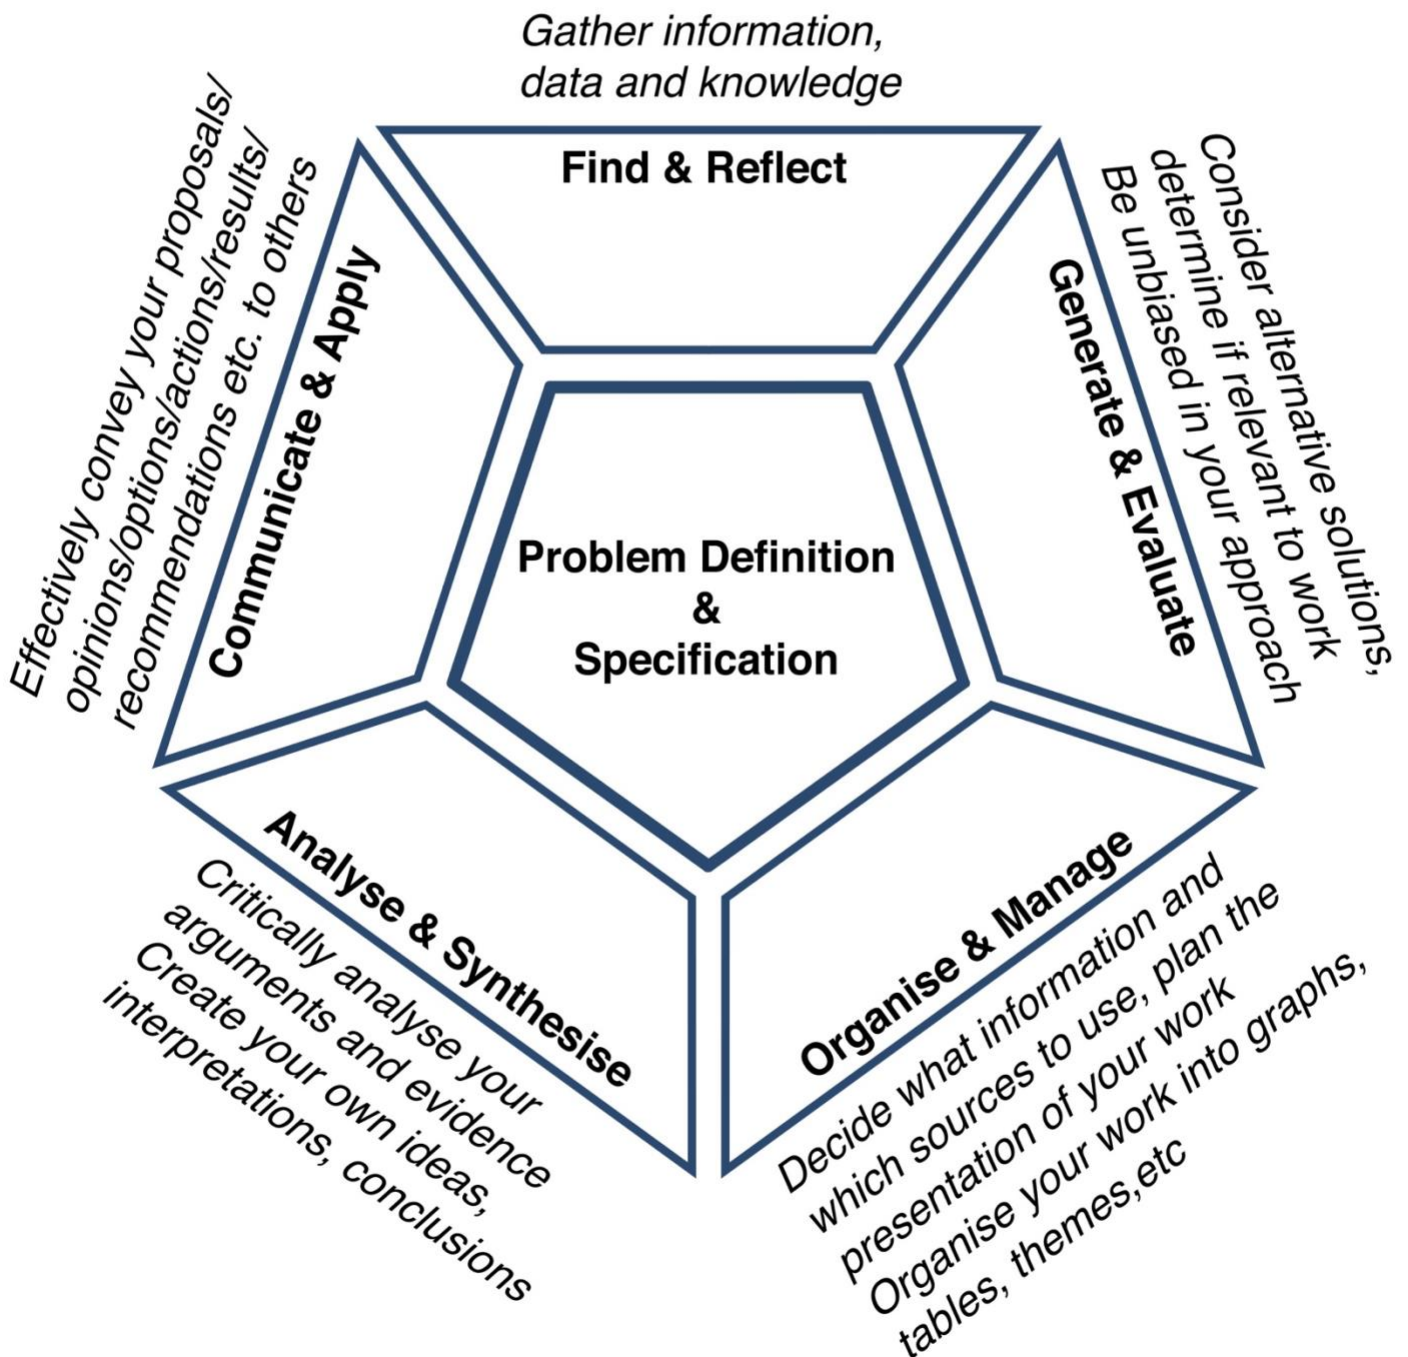 Gather information,
data and knowledge
Find & Reflect
Consider alternative solutions,
determine if relevant to work
Be unbiased in your approach
Generate & Evaluate
Organise & Manage
Decide what information and
which sources to use, plan the
presentation of your work
Organise your work into graphs,
tables, themes,etc
Analyse & Synthesise
Critically analyse your
arguments and evidence
Create your own ideas,
interpretations, conclusions
Effectively convey your proposals/
opinions/options/actions/results/
recommendations etc. to others
Communicate & Apply
Problem Definition
&
Specification